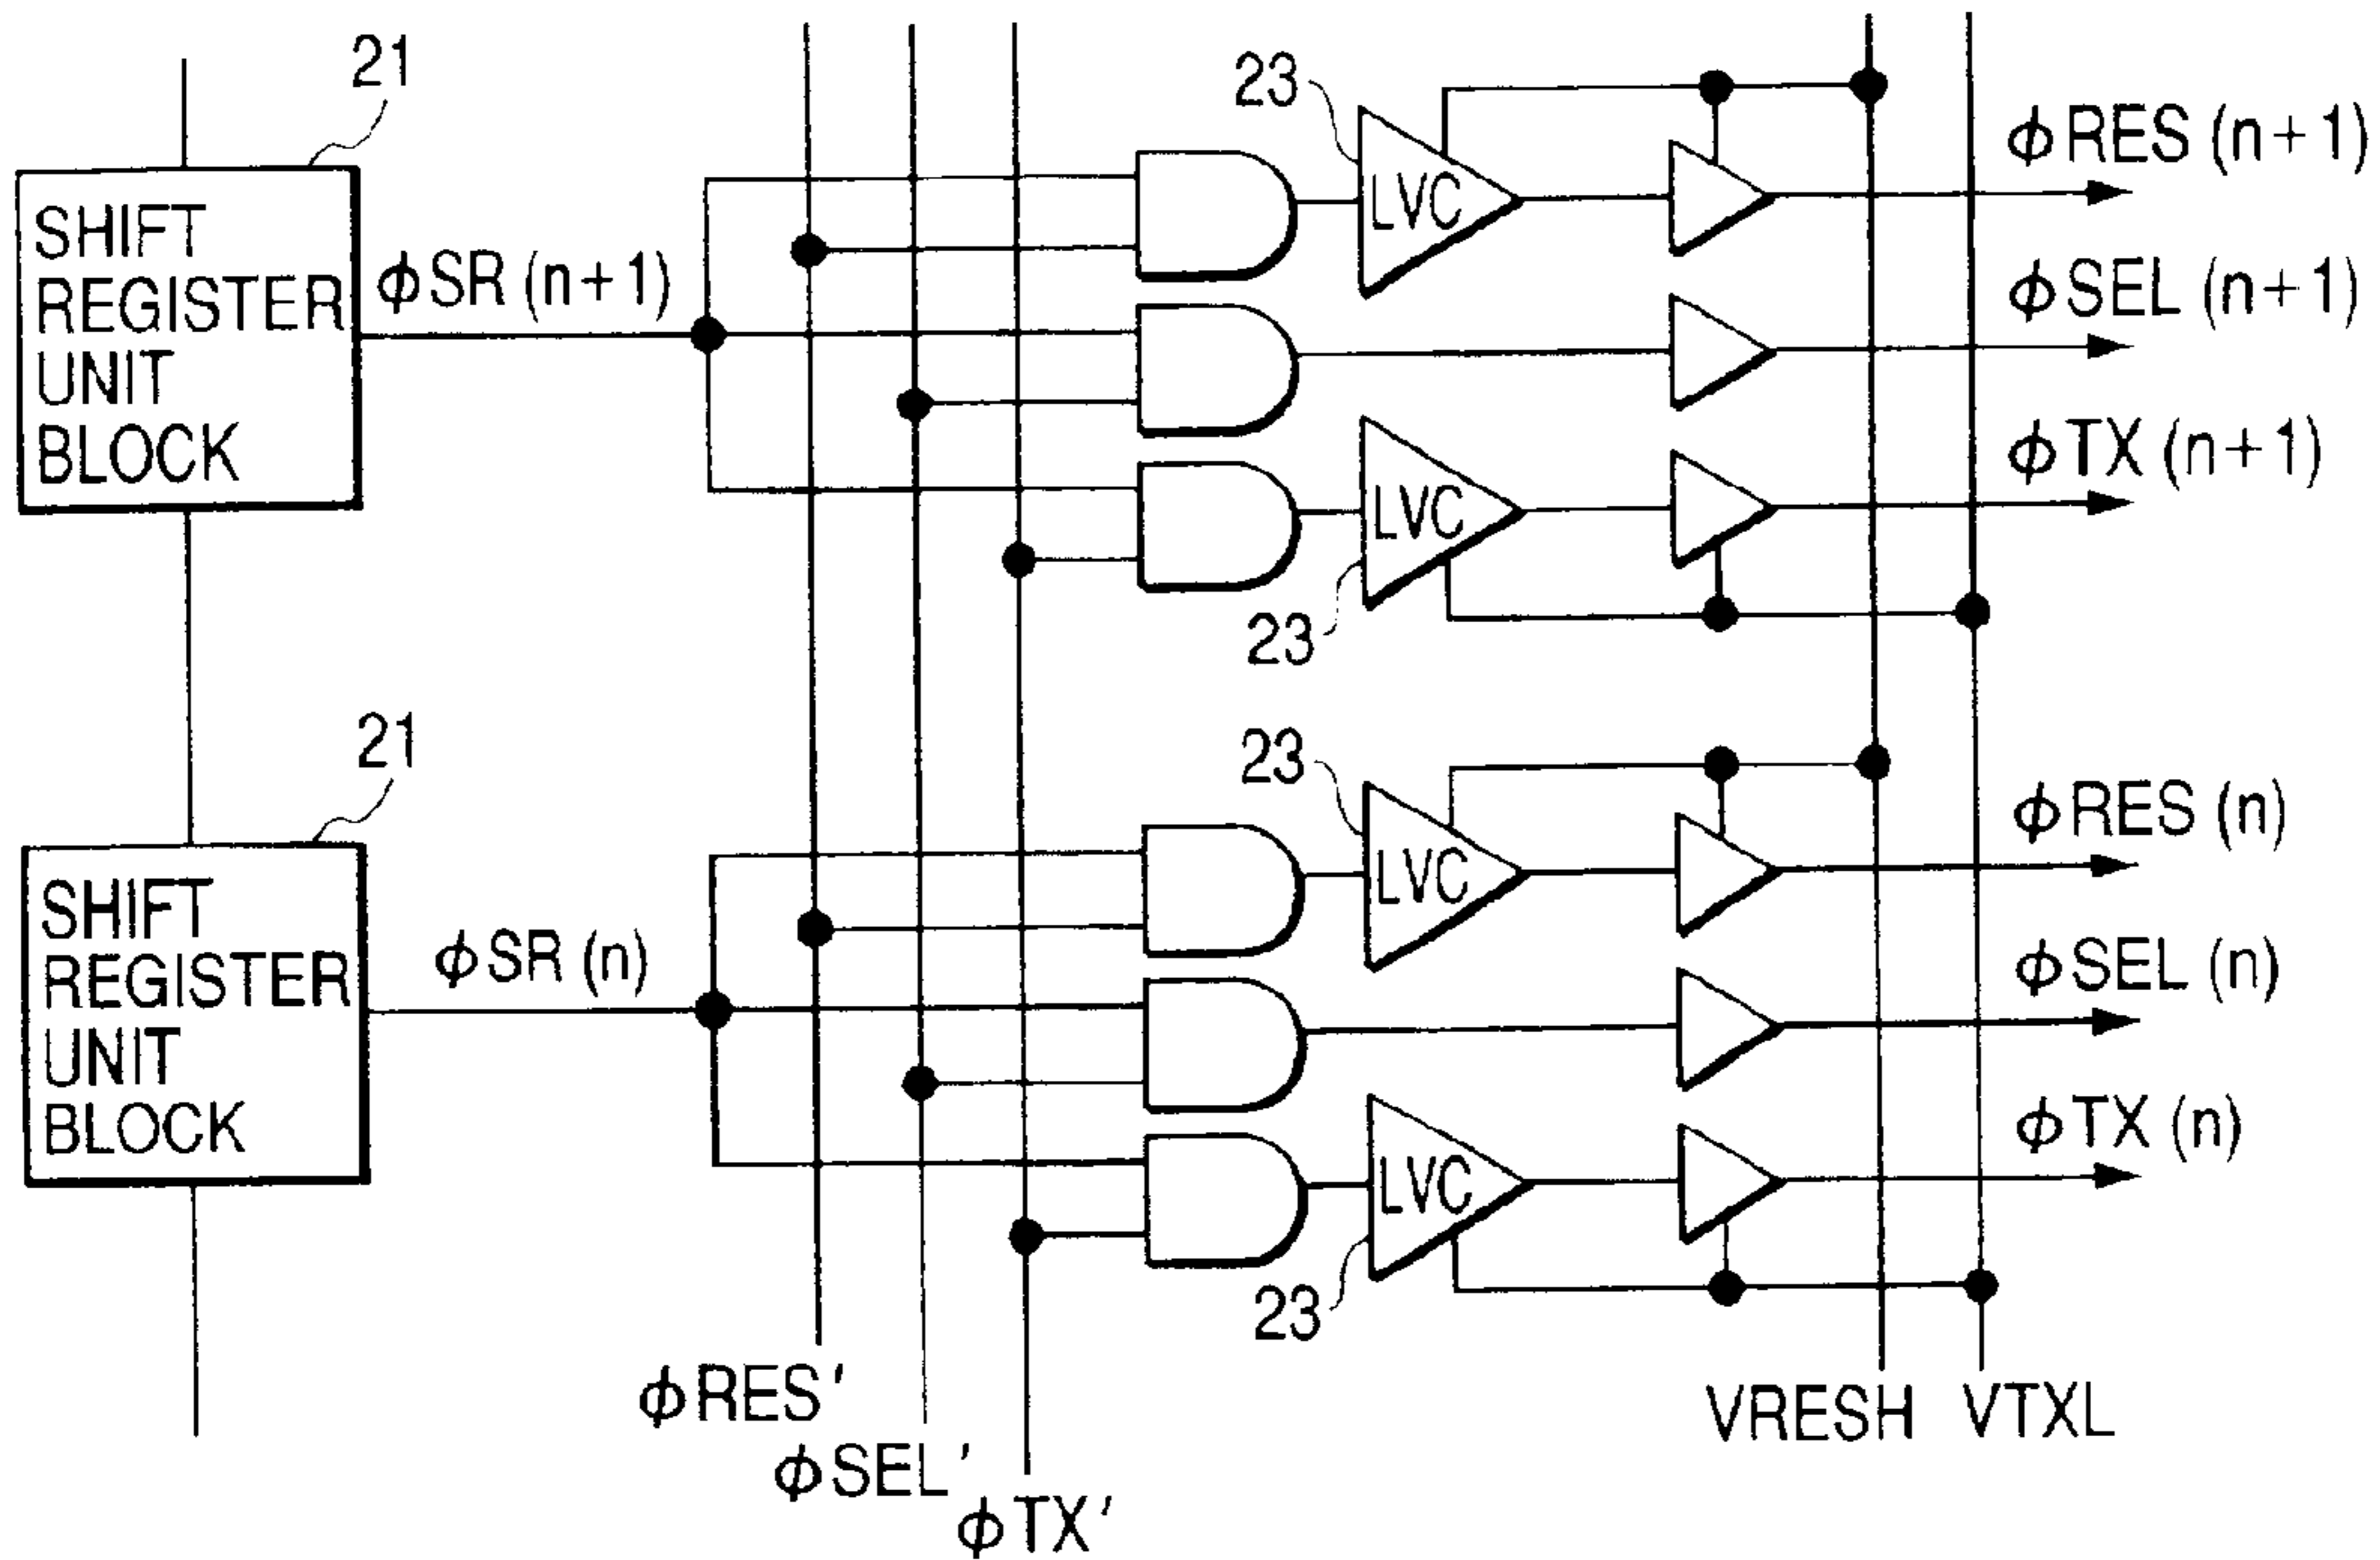 21
23
φRES (n+1)
SHIFT
REGISTER
UNIT
BLOCK
φSR (n+1)
LVC
φSEL (n+1)
φTX (n+1)
LVC
23
21
23
φRES (n)
SHIFT
REGISTER
UNIT
BLOCK
φSR (n)
LVC
φSEL (n)
φTX (n)
LVC
23
φRES'
φSEL'
φTX'
VRESH
VTXL